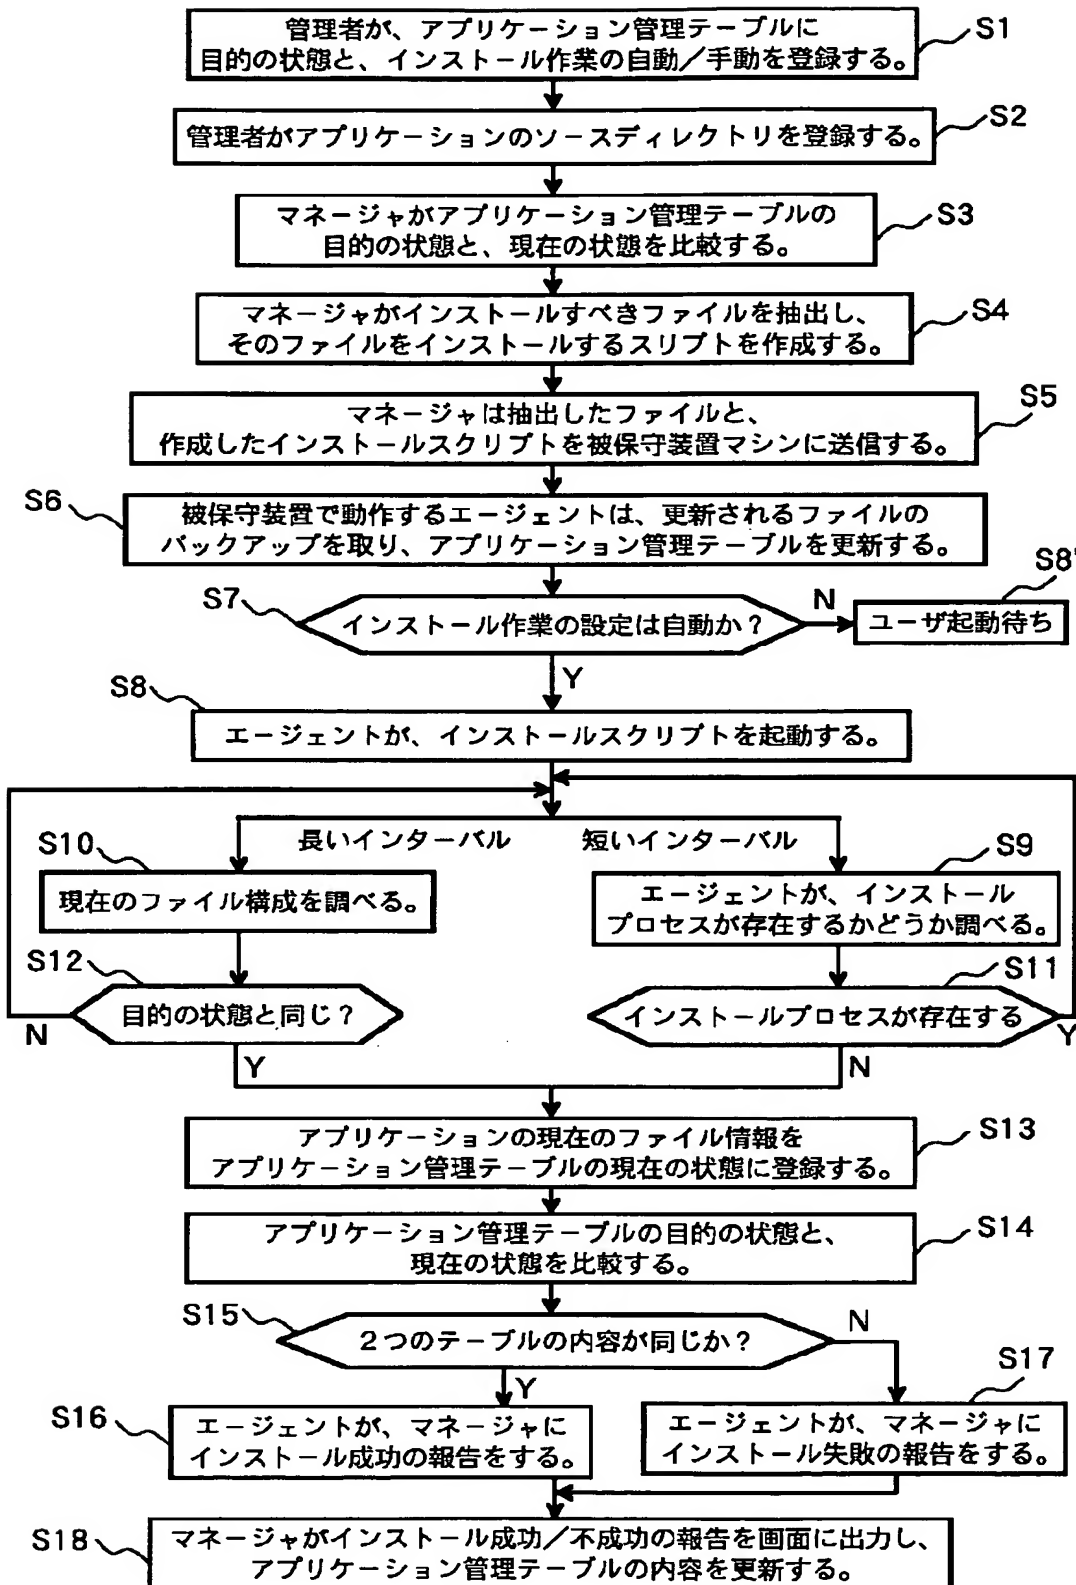 管理者が、アプリケーション管理テーブルに
目的の状態と、インストール作業の自動／手動を登録する。
S1
管理者がアプリケーションのソースディレクトリを登録する。
S2
マネージャがアプリケーション管理テーブルの
目的の状態と、現在の状態を比較する。
S3
マネージャがインストールすべきファイルを抽出し、
そのファイルをインストールするスリプトを作成する。
S4
マネージャは抽出したファイルと、
作成したインストールスクリプトを被保守装置マシンに送信する。
S5
S6
被保守装置で動作するエージェントは、更新されるファイルの
バックアップを取り、アプリケーション管理テーブルを更新する。
S7
インストール作業の設定は自動か？
N
S8'
ユーザ起動待ち
Y
S8
エージェントが、インストールスクリプトを起動する。
長いインターバル
短いインターバル
S10
現在のファイル構成を調べる。
S9
エージェントが、インストール
プロセスが存在するかどうか調べる。
S12
目的の状態と同じ？
N
Y
S11
インストールプロセスが存在する
Y
N
アプリケーションの現在のファイル情報を
アプリケーション管理テーブルの現在の状態に登録する。
S13
アプリケーション管理テーブルの目的の状態と、
現在の状態を比較する。
S14
S15
２つのテーブルの内容が同じか？
N
Y
S16
エージェントが、マネージャに
インストール成功の報告をする。
S17
エージェントが、マネージャに
インストール失敗の報告をする。
S18
マネージャがインストール成功／不成功の報告を画面に出力し、
アプリケーション管理テーブルの内容を更新する。